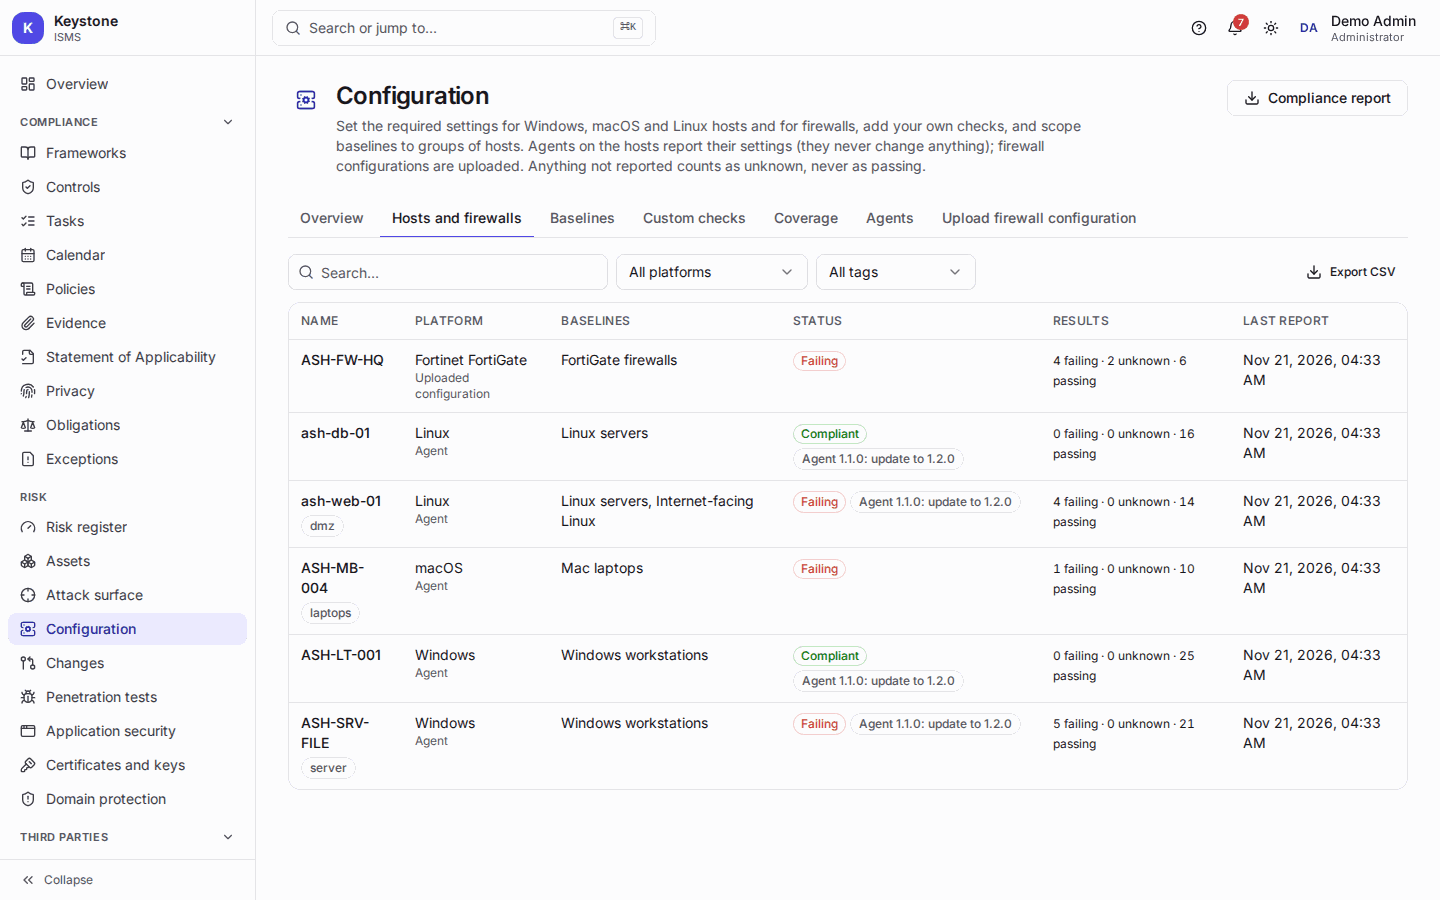 K
Keystone
ISMS
Search or jump to...
⌘K
7
DA
Demo Admin
Administrator
Overview
COMPLIANCE
Frameworks
Controls
Tasks
Calendar
Policies
Evidence
Statement of Applicability
Privacy
Obligations
Exceptions
RISK
Risk register
Assets
Attack surface
Configuration
Changes
Penetration tests
Application security
Certificates and keys
Domain protection
THIRD PARTIES
Collapse
Configuration
Compliance report
Set the required settings for Windows, macOS and Linux hosts and for firewalls, add your own checks, and scope
baselines to groups of hosts. Agents on the hosts report their settings (they never change anything); firewall
configurations are uploaded. Anything not reported counts as unknown, never as passing.
Overview Hosts and firewalls Baselines Custom checks Coverage Agents Upload firewall configuration
Search... All platforms All tags Export CSV
NAME PLATFORM BASELINES STATUS RESULTS LAST REPORT
ASH-FW-HQ Fortinet FortiGate FortiGate firewalls Failing 4 failing · 2 unknown · 6 Nov 21, 2026, 04:33
Uploaded passing AM
configuration
ash-db-01 Linux Linux servers Compliant 0 failing · 0 unknown · 16 Nov 21, 2026, 04:33
Agent Agent 1.1.0: update to 1.2.0 passing AM
ash-web-01 Linux Linux servers, Internet-facing Failing Agent 1.1.0: update to 1.2.0 4 failing · 0 unknown · 14 Nov 21, 2026, 04:33
dmz Agent Linux passing AM
ASH-MB- macOS Mac laptops Failing 1 failing · 0 unknown · 10 Nov 21, 2026, 04:33
004 Agent passing AM
laptops
ASH-LT-001 Windows Windows workstations Compliant 0 failing · 0 unknown · 25 Nov 21, 2026, 04:33
Agent Agent 1.1.0: update to 1.2.0 passing AM
ASH-SRV- Windows Windows workstations Failing Agent 1.1.0: update to 1.2.0 5 failing · 0 unknown · 21 Nov 21, 2026, 04:33
FILE Agent passing AM
server